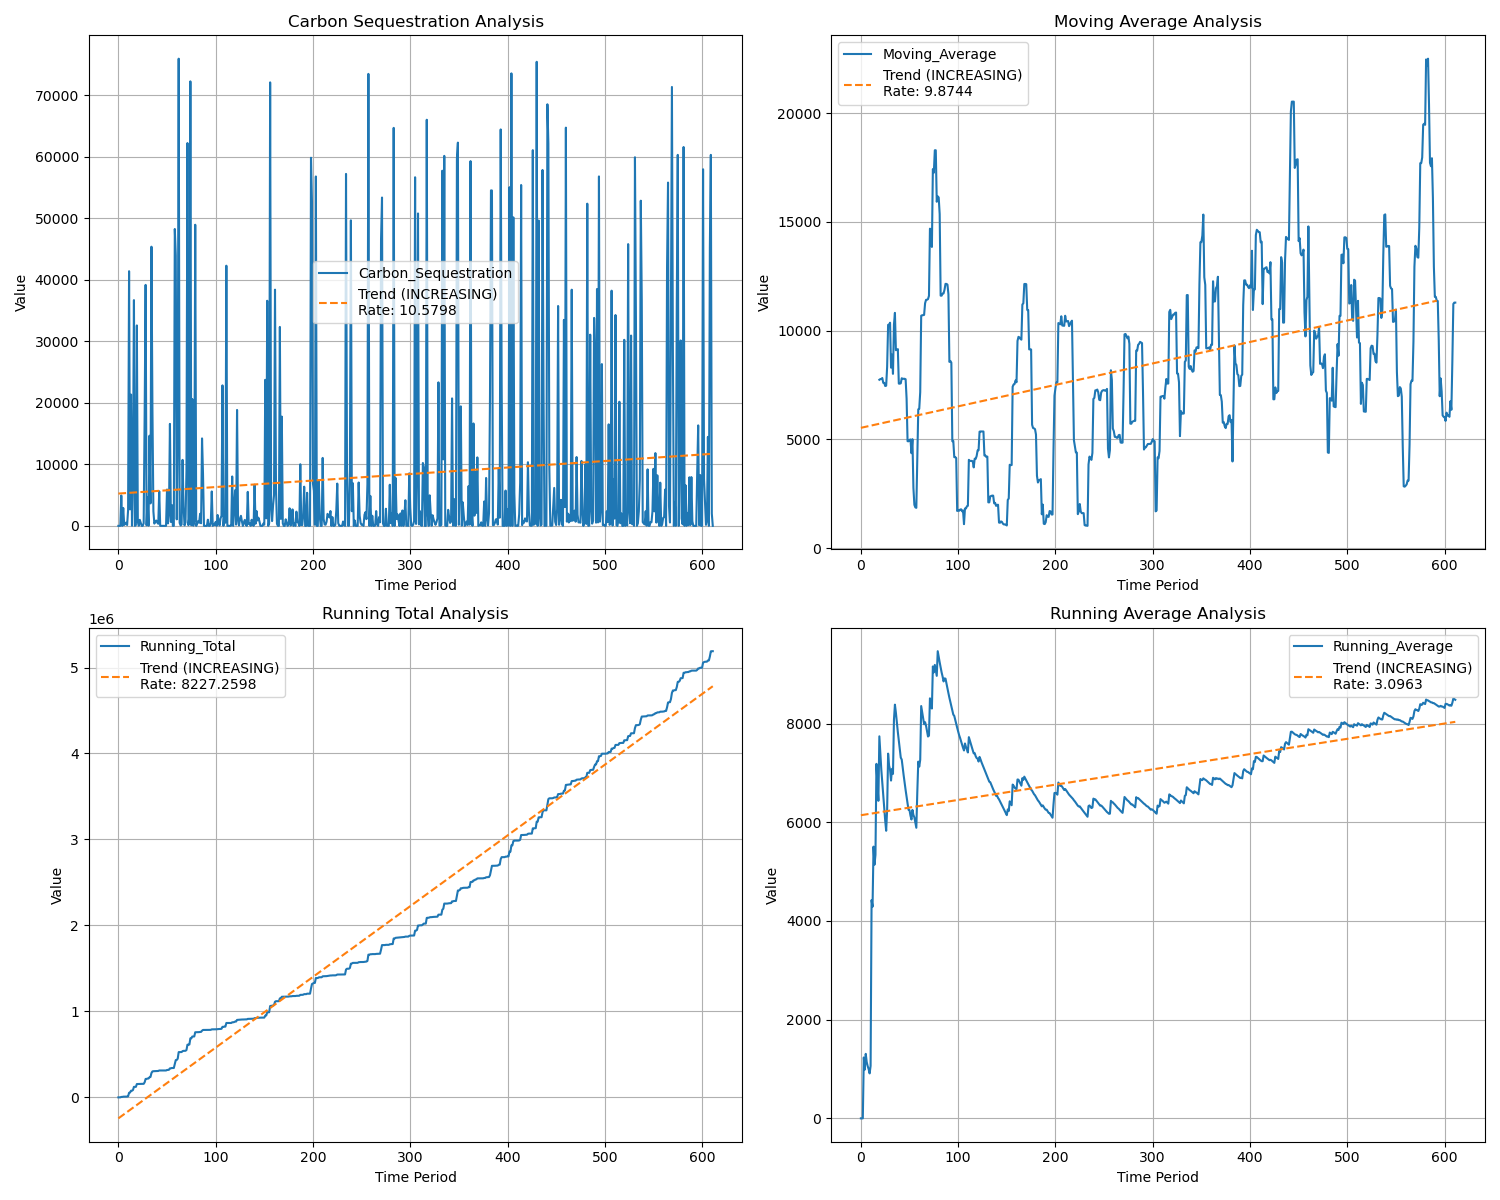 Carbon Sequestration Analysis
Value
70000
60000
50000
40000
30000
20000
10000
0
Carbon_Sequestration
Trend (INCREASING)
Rate: 10.5798
0 100 200 300 400 500 600
Time Period
Moving Average Analysis
Value
20000
15000
10000
5000
0
Moving_Average
Trend (INCREASING)
Rate: 9.8744
0 100 200 300 400 500 600
Time Period
Running Total Analysis
1e6
Value
5
4
3
2
1
0
Running_Total
Trend (INCREASING)
Rate: 8227.2598
0 100 200 300 400 500 600
Time Period
Running Average Analysis
Value
8000
6000
4000
2000
0
Running_Average
Trend (INCREASING)
Rate: 3.0963
0 100 200 300 400 500 600
Time Period